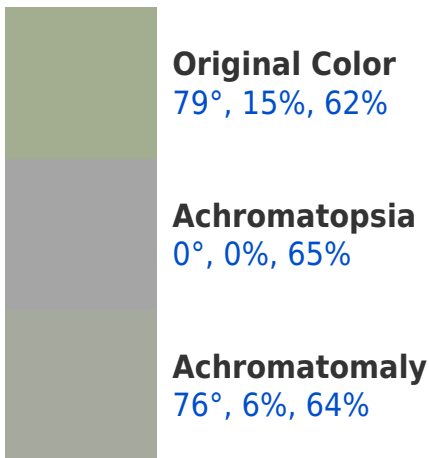 Original Color
79°, 15%, 62%
Achromatopsia
0°, 0%, 65%
Achromatomaly
76°, 6%, 64%